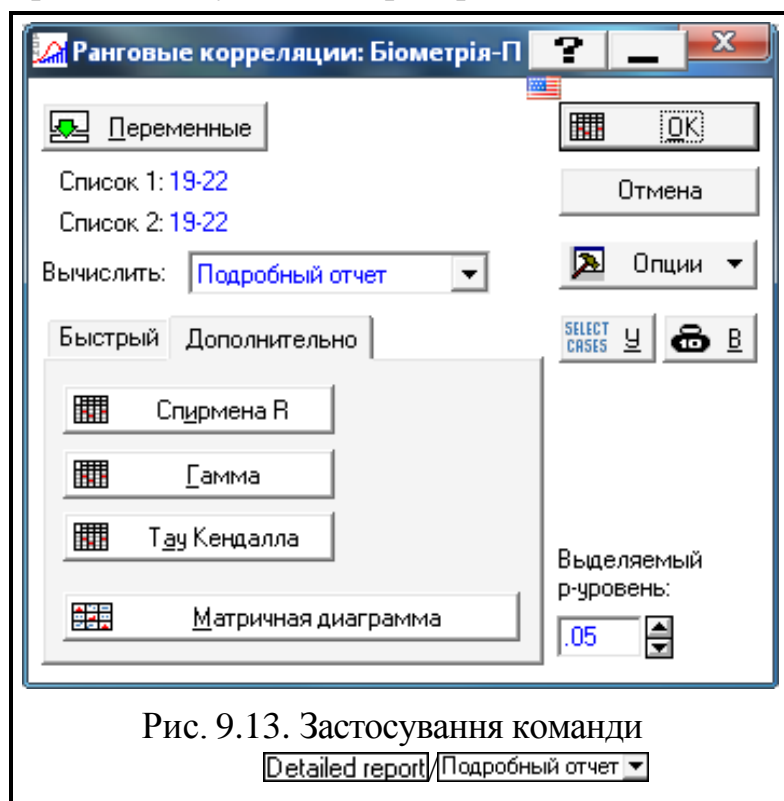 Ранговые корреляции: Біометрія-П
?
X
Переменные
OK
Список 1: 19-22
Отмена
Список 2: 19-22
Вычислить: Подробный отчет
Опции
Быстрый Дополнительно
SELECT CASES У
В
Спирмена R
Гамма
Тау Кендалла
Матричная диаграмма
Выделяемый
p-уровень:
.05
Рис. 9.13. Застосування команди
Detailed report/Подробный отчет